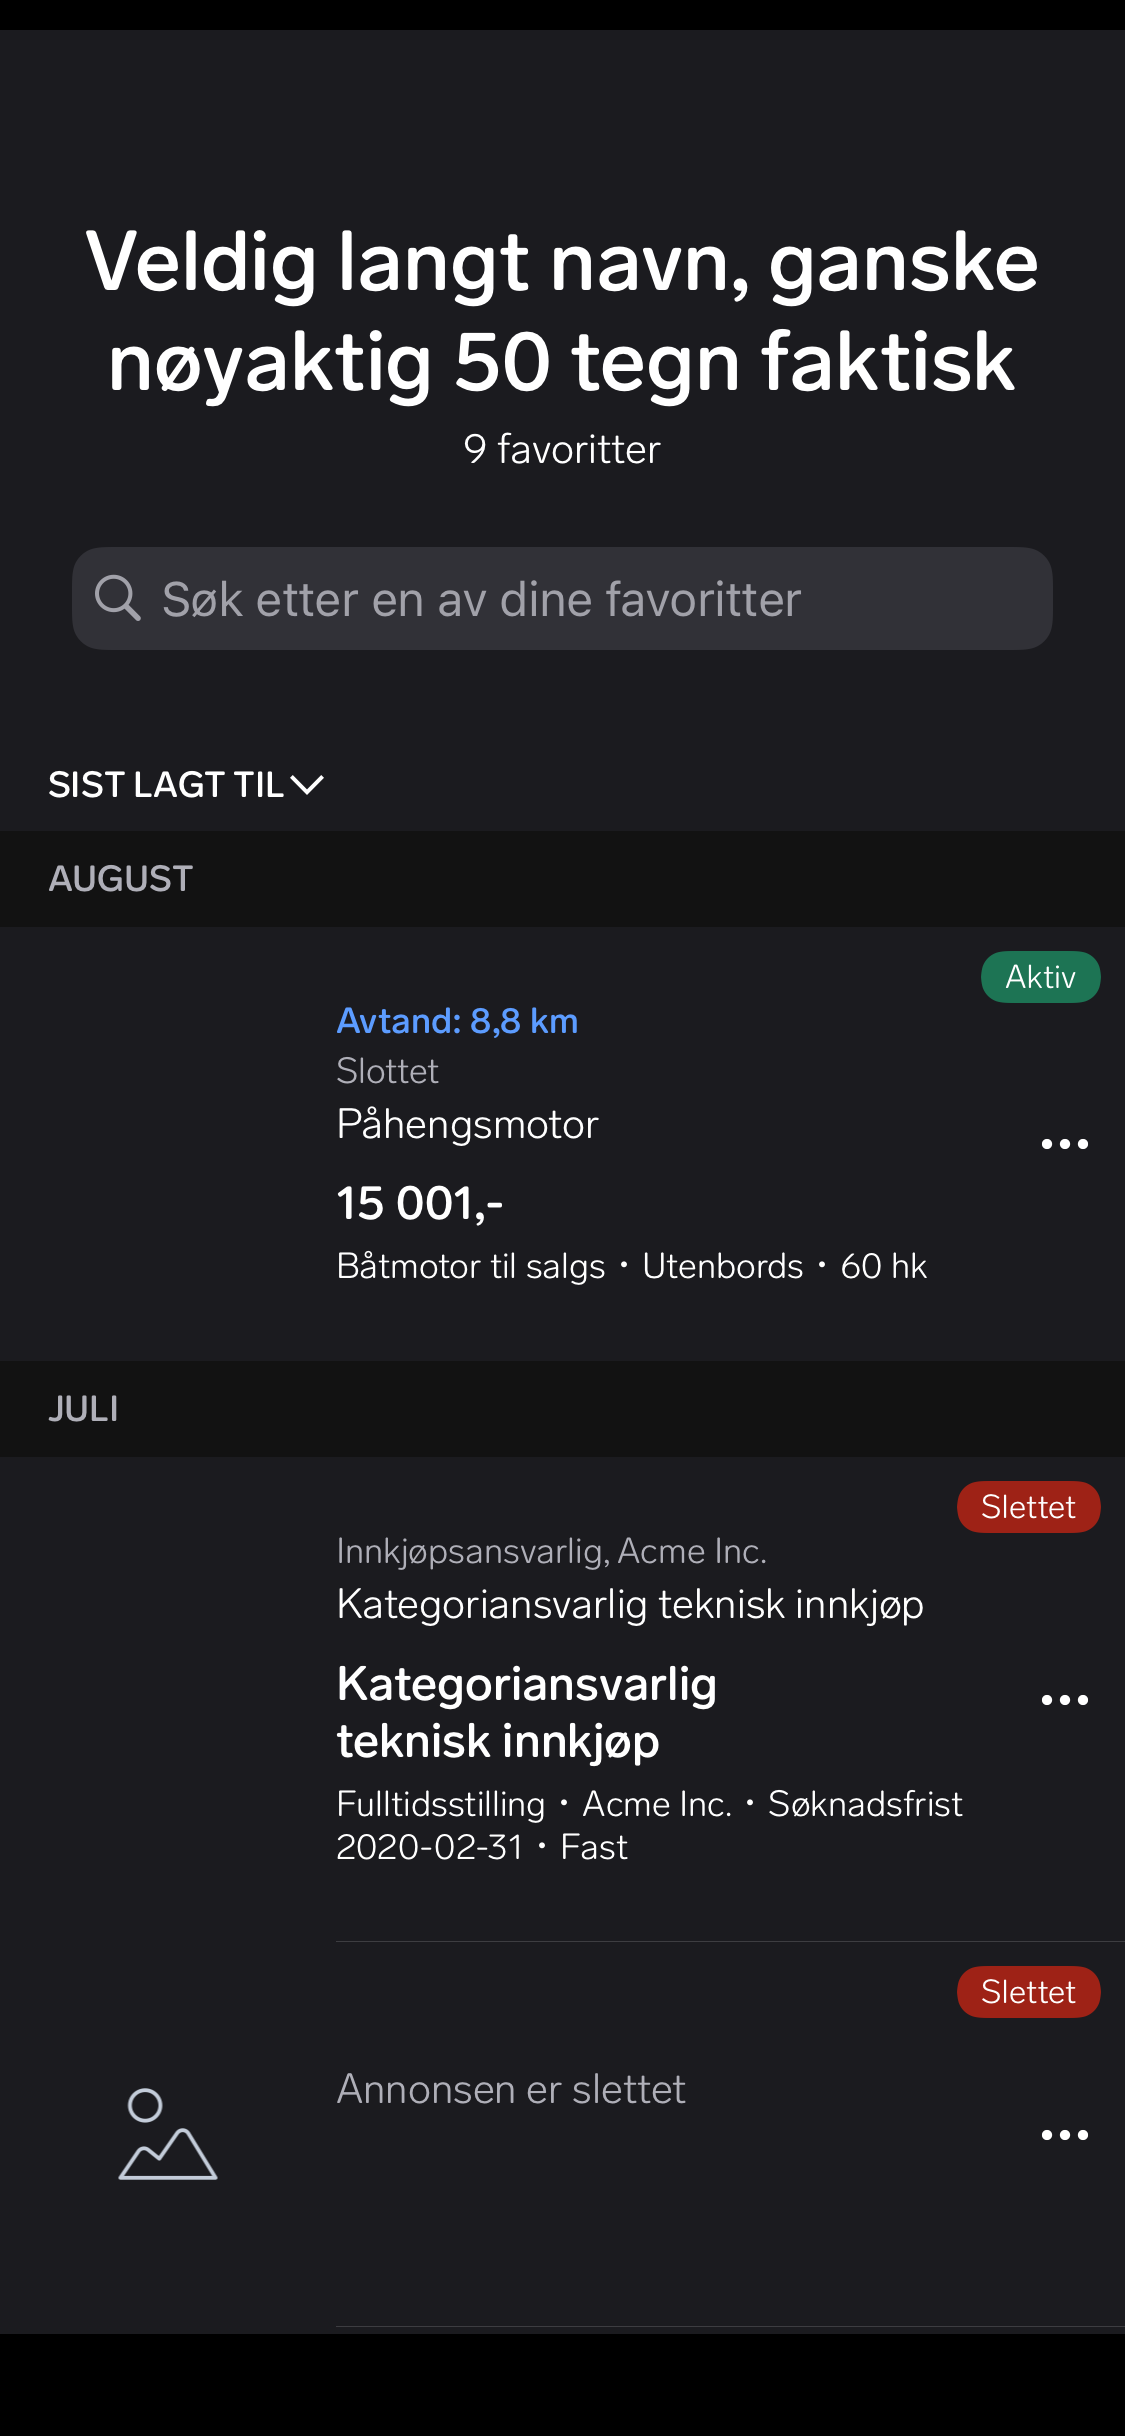 Veldig langt navn, ganske
nøyaktig 50 tegn faktisk
9 favoritter
Søk etter en av dine favoritter
SIST LAGT TIL
AUGUST
Aktiv
Avtand: 8,8 km
Slottet
Påhengsmotor
15 001,-
Båtmotor til salgs • Utenbords • 60 hk
JULI
Slettet
Innkjøpsansvarlig, Acme Inc.
Kategoriansvarlig teknisk innkjøp
Kategoriansvarlig
teknisk innkjøp
Fulltidsstilling • Acme Inc. • Søknadsfrist
2020-02-31 • Fast
Slettet
Annonsen er slettet